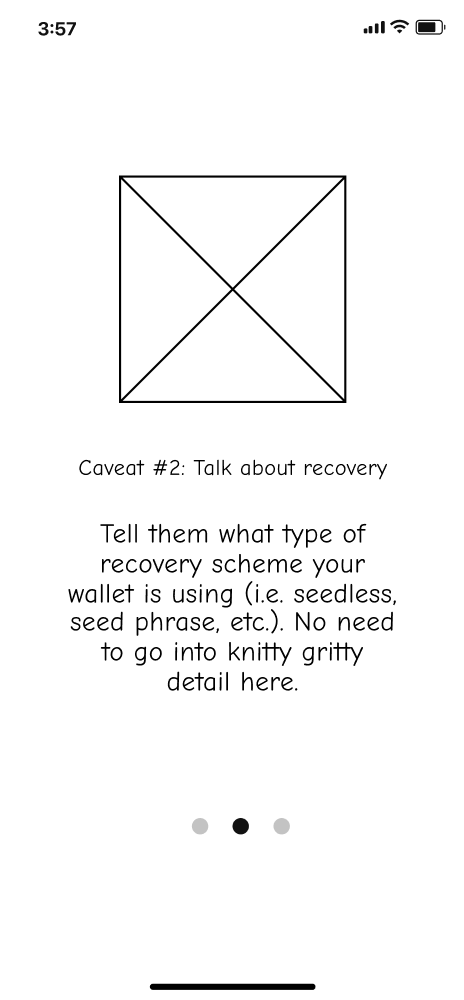 3:57
Caveat #2: Talk about recovery
Tell them what type of
recovery scheme your
wallet is using (i.e. seedless,
seed phrase, etc.). No need
to go into knitty gritty
detail here.